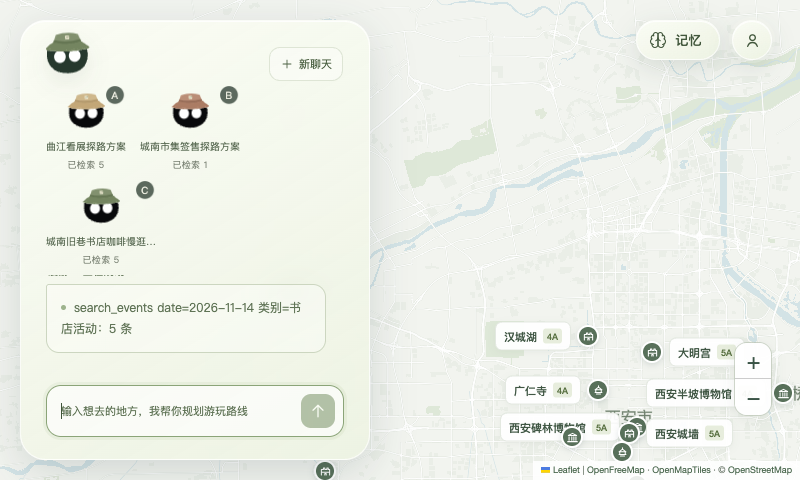 记忆
+ 新聊天
A
B
曲江看展探路方案
城南市集签售探路方案
已检索 5
已检索 1
C
城南旧巷书店咖啡慢逛…
已检索 5
search_events date=2026-11-14 类别=书
店活动：5 条
输入想去的地方，我帮你规划游玩路线
汉城湖 4A
大明宫 5A
广仁寺 4A
西安半坡博物馆
西安市
西安碑林博物馆 5A
西安城墙 5A
+
−
Leaflet | OpenFreeMap · OpenMapTiles · © OpenStreetMap